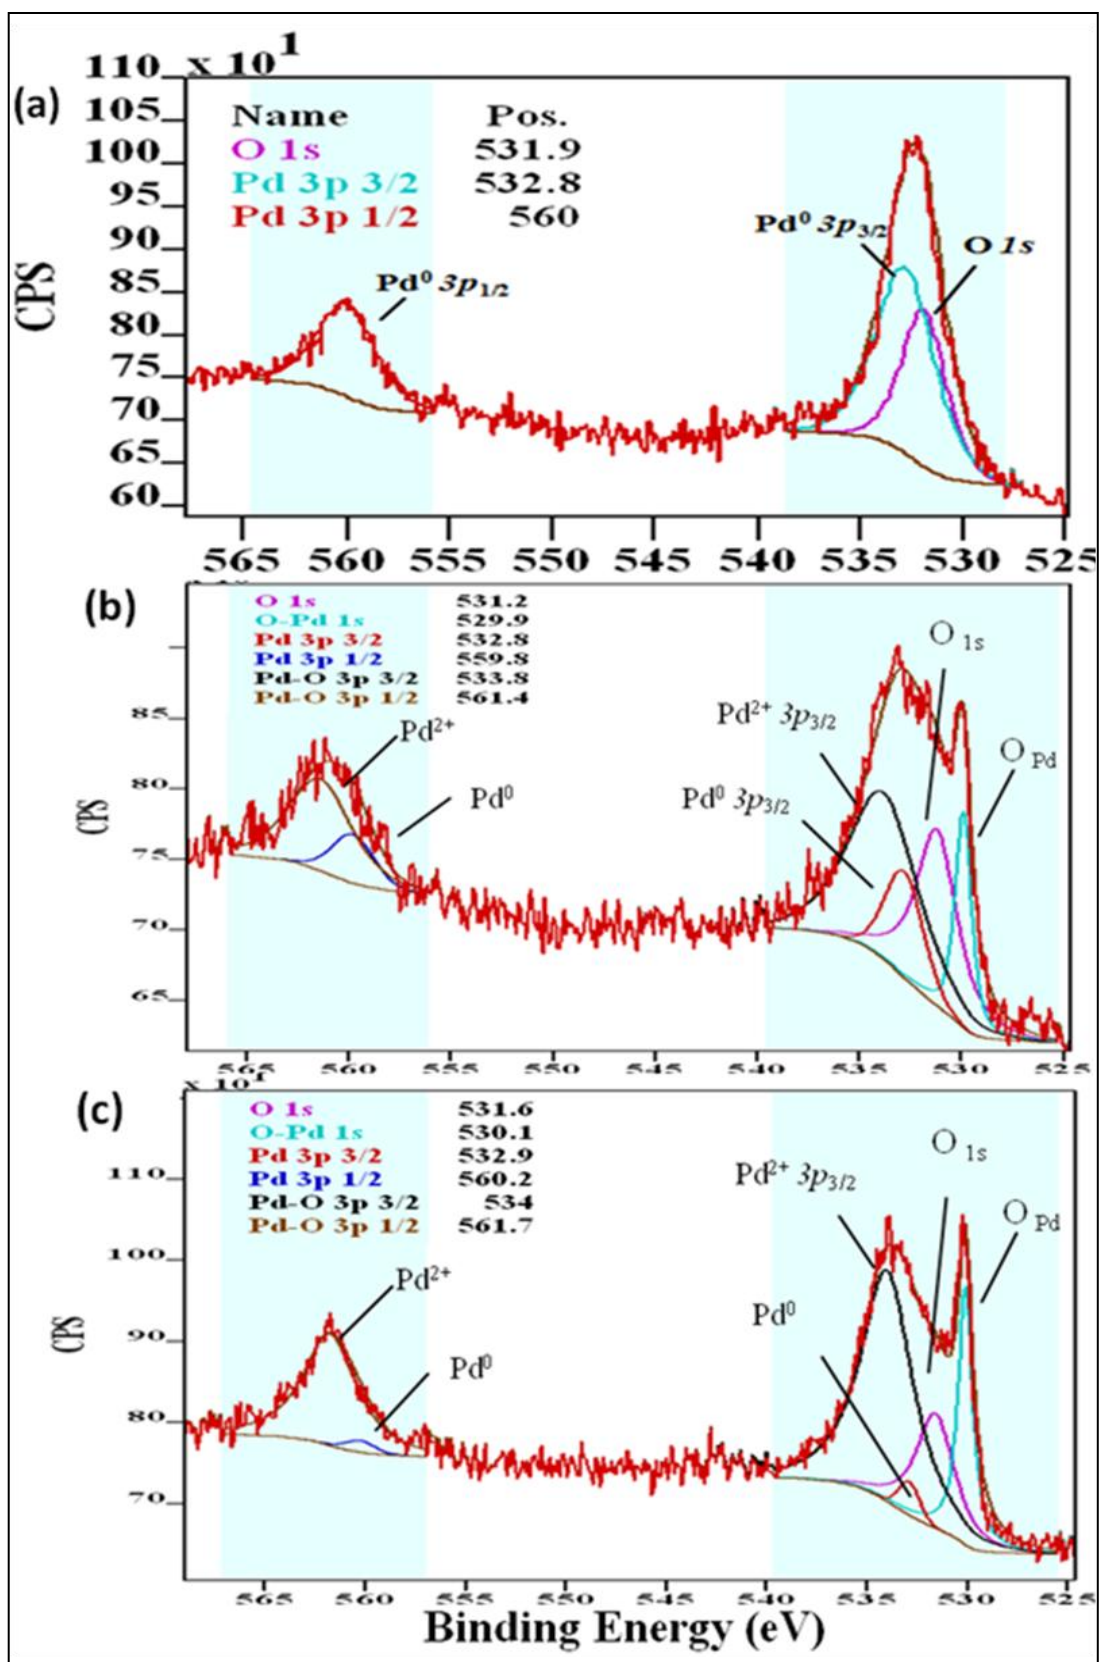 110 x 10^1
(a)
105
100
95
90
85
80
75
70
65
60
CPS
Name Pos.
O 1s 531.9
Pd 3p 3/2 532.8
Pd 3p 1/2 560
Pd⁰ 3p1/2
Pd⁰ 3p3/2
O 1s
565 560 555 550 545 540 535 530 525
(b)
O 1s 531.2
O-Pd 1s 529.9
Pd 3p 3/2 532.8
Pd 3p 1/2 559.8
Pd-O 3p 3/2 533.8
Pd-O 3p 1/2 561.4
Pd²⁺
Pd⁰
Pd²⁺ 3p3/2
Pd⁰ 3p3/2
O 1s
O Pd
85
80
75
70
65
CPS
565 560 555 550 545 540 535 530 525
x 10^1
(c)
O 1s 531.6
O-Pd 1s 530.1
Pd 3p 3/2 532.9
Pd 3p 1/2 560.2
Pd-O 3p 3/2 534
Pd-O 3p 1/2 561.7
Pd²⁺
Pd⁰
Pd²⁺ 3p3/2
Pd⁰
O 1s
O Pd
110
100
90
80
70
CPS
565 560 555 550 545 540 535 530 525
Binding Energy (eV)